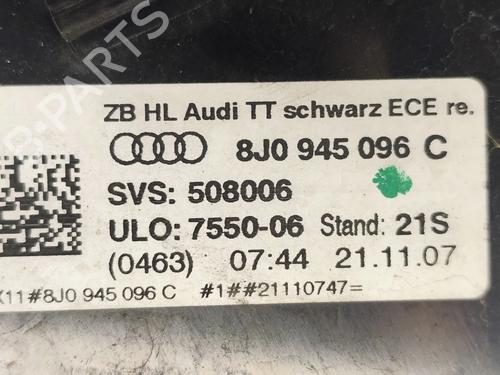 ZB HL Audi TT schwarz ECE re.
8J0 945 096 C
SVS: 508006
ULO: 7550-06 Stand: 21S
(0463) 07:44 21.11.07
X11#8J0 945 096 C #1##21110747=